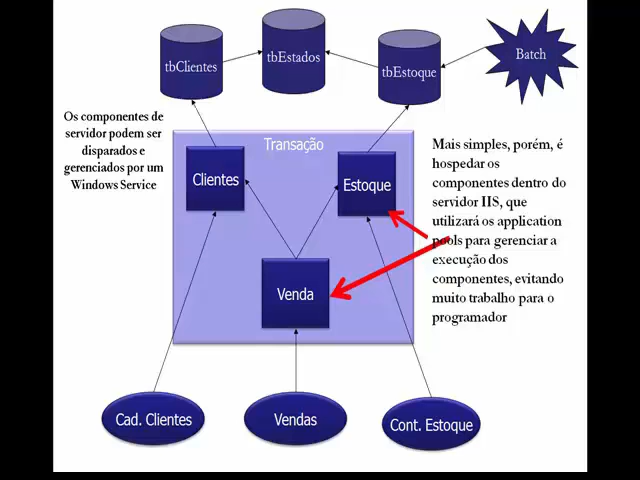 tbClientes
tbEstados
tbEstoque
Batch
Os componentes de
servidor podem ser
disparados e
gerenciados por um
Windows Service
Transação
Clientes
Estoque
Venda
Mais simples, porém, é
hospedar os
componentes dentro do
servidor IIS, que
utilizará os application
pools para gerenciar a
execução dos
componentes, evitando
muito trabalho para o
programador
Cad. Clientes
Vendas
Cont. Estoque